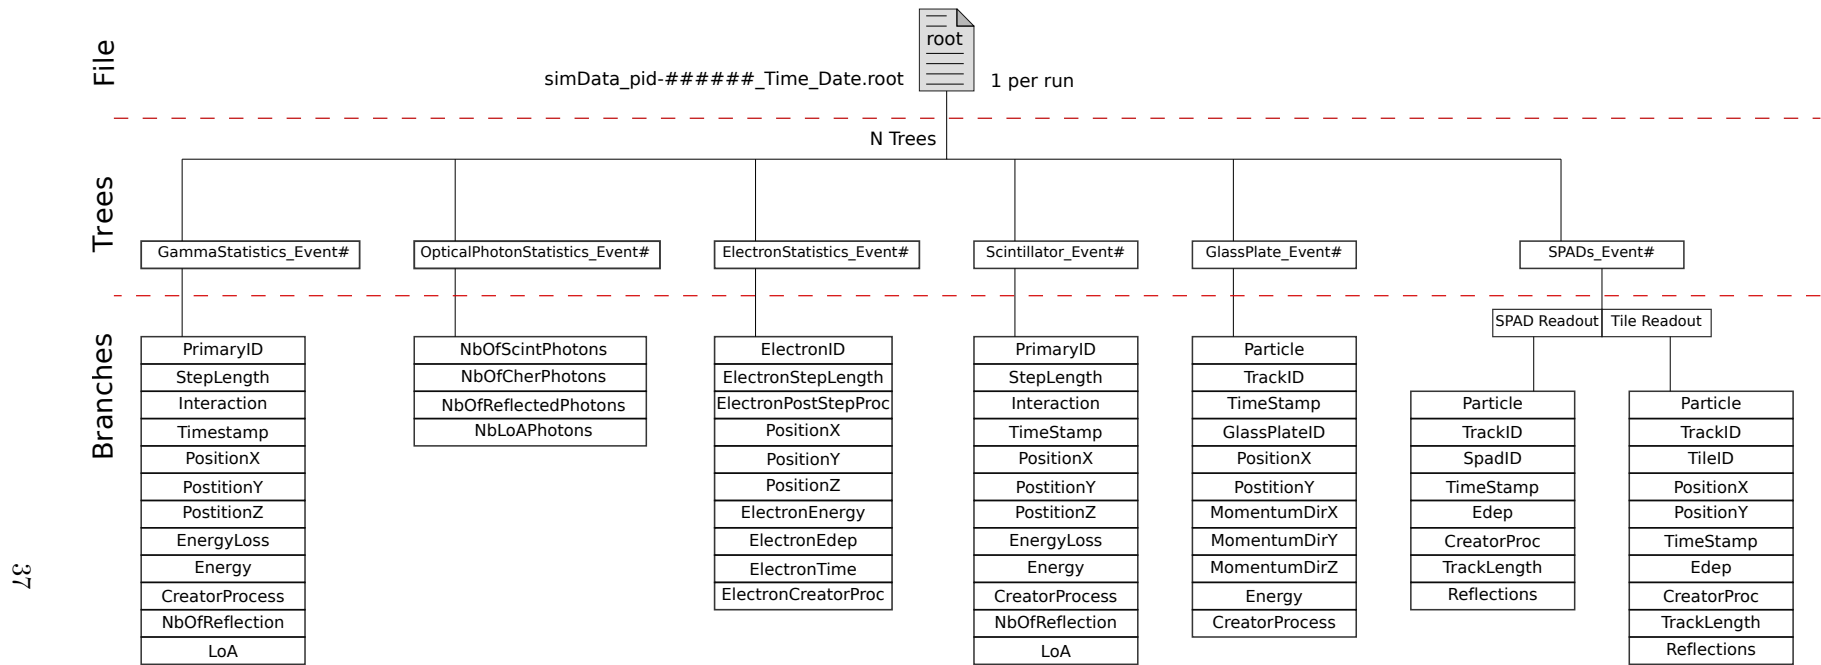 File
root
simData_pid-######_Time_Date.root
1 per run
N Trees
Trees
GammaStatistics_Event#
OpticalPhotonStatistics_Event#
ElectronStatistics_Event#
Scintillator_Event#
GlassPlate_Event#
SPADs_Event#
Branches
PrimaryID
StepLength
Interaction
Timestamp
PositionX
PostitionY
PostitionZ
EnergyLoss
Energy
CreatorProcess
NbOfReflection
LoA
NbOfScintPhotons
NbOfCherPhotons
NbOfReflectedPhotons
NbLoAPhotons
ElectronID
ElectronStepLength
ElectronPostStepProc
PositionX
PositionY
PositionZ
ElectronEnergy
ElectronEdep
ElectronTime
ElectronCreatorProc
PrimaryID
StepLength
Interaction
TimeStamp
PositionX
PostitionY
PostitionZ
EnergyLoss
Energy
CreatorProcess
NbOfReflection
LoA
Particle
TrackID
TimeStamp
GlassPlateID
PositionX
PostitionY
MomentumDirX
MomentumDirY
MomentumDirZ
Energy
CreatorProcess
SPAD Readout
Tile Readout
Particle
TrackID
SpadID
TimeStamp
Edep
CreatorProc
TrackLength
Reflections
Particle
TrackID
TileID
PositionX
PositionY
TimeStamp
Edep
CreatorProc
TrackLength
Reflections
37